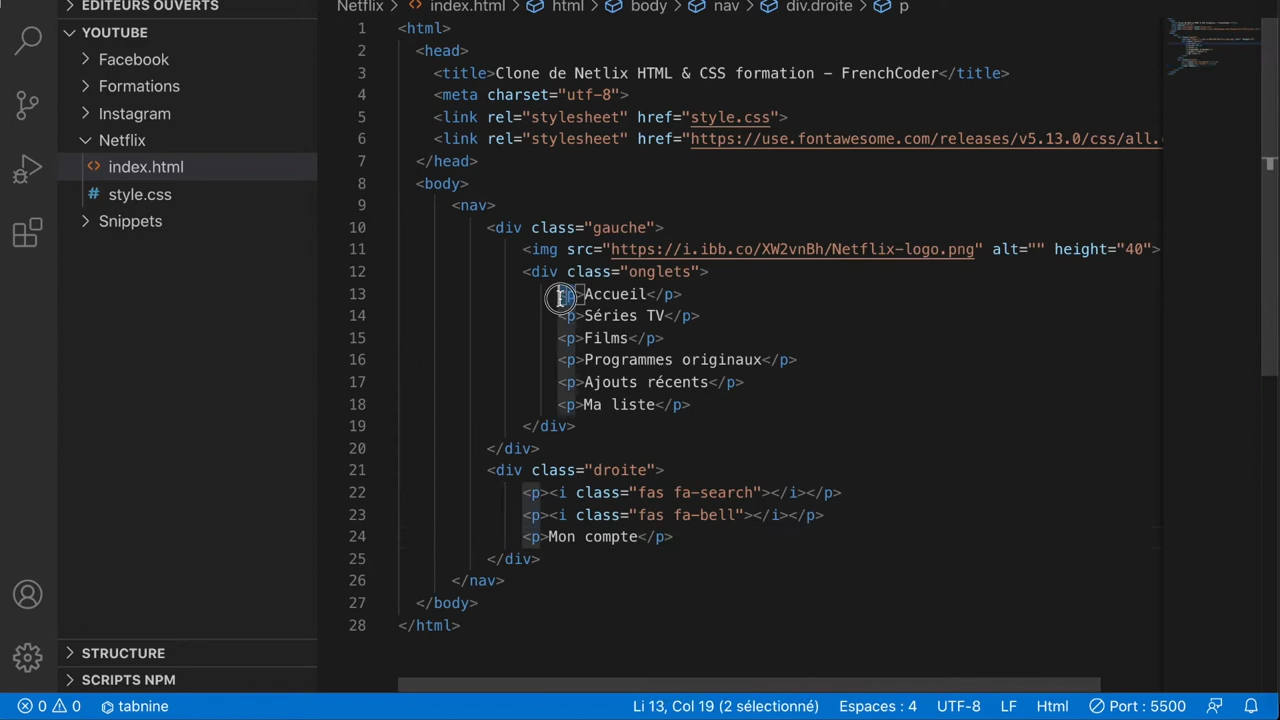 EDITEURS OUVERTS
YOUTUBE
Facebook
Formations
Instagram
Netflix
<> index.html
# style.css
Snippets
STRUCTURE
SCRIPTS NPM
Netflix > <> index.html > html > body > nav > div.droite > p
1 <html>
2 <head>
3 <title>Clone de Netlix HTML & CSS formation - FrenchCoder</title>
4 <meta charset="utf-8">
5 <link rel="stylesheet" href="style.css">
6 <link rel="stylesheet" href="https://use.fontawesome.com/releases/v5.13.0/css/all.
7 </head>
8 <body>
9 <nav>
10 <div class="gauche">
11 <img src="https://i.ibb.co/XW2vnBh/Netflix-logo.png" alt="" height="40">
12 <div class="onglets">
13 <p>Accueil</p>
14 <p>Séries TV</p>
15 <p>Films</p>
16 <p>Programmes originaux</p>
17 <p>Ajouts récents</p>
18 <p>Ma liste</p>
19 </div>
20 </div>
21 <div class="droite">
22 <p><i class="fas fa-search"></i></p>
23 <p><i class="fas fa-bell"></i></p>
24 <p>Mon compte</p>
25 </div>
26 </nav>
27 </body>
28 </html>
0 0 tabnine Li 13, Col 19 (2 sélectionné) Espaces : 4 UTF-8 LF Html Port : 5500